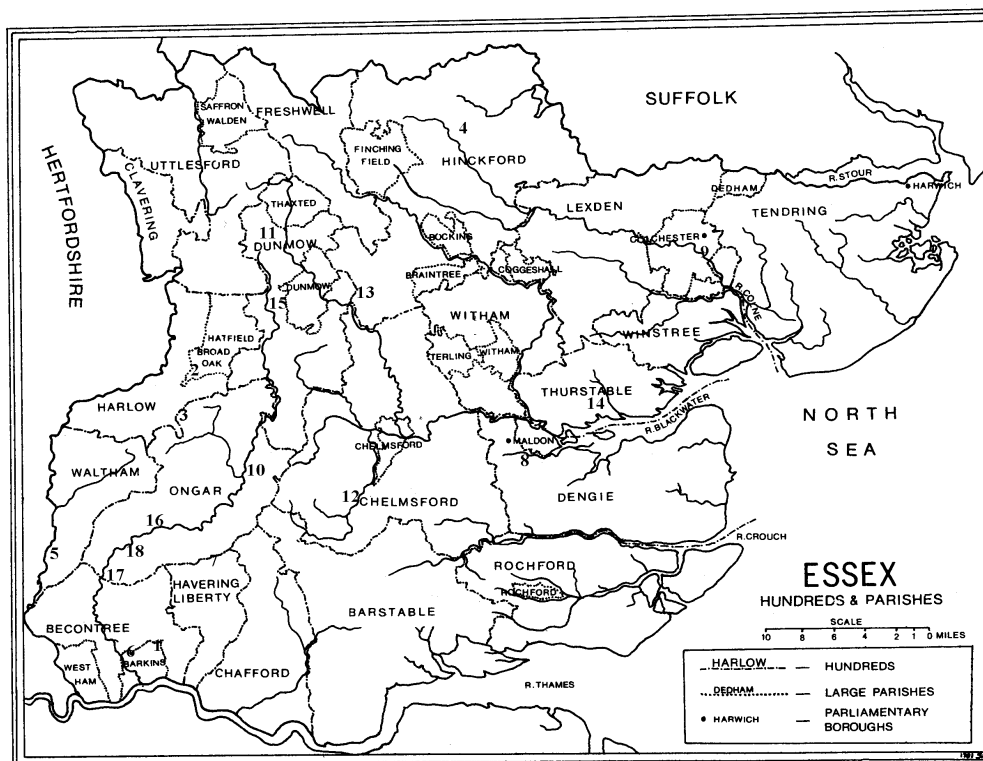 SUFFOLK
HERTFORDSHIRE
SAFFRON
WALDEN
FRESHWELL
4
FINCHING
FIELD
HINCKFORD
UTTLESFORD
CLAVERING
R.STOUR
DEDHAM
HARWICH
THAXTED
LEXDEN
TENDRING
11
DUNMOW
BOCKING
COLCHESTER
9
BRAINTREE
COGGESHALL
DUNMOW
13
15
R.COLNE
WITHAM
WINSTREE
HATFIELD
BROAD
OAK
2
TERLING
WITHAM
THURSTABLE
14
HARLOW
3
R.BLACKWATER
NORTH
SEA
CHELMSFORD
MALDON
8
WALTHAM
10
ONGAR
12
CHELMSFORD
DENGIE
16
5
18
17
R.CROUCH
ROCHFORD
ROCHFORD
HAVERING
LIBERTY
7
BARSTABLE
BECONTREE
WEST
HAM
BARKING
1
CHAFFORD
R.THAMES
ESSEX
HUNDREDS & PARISHES
SCALE
10 8 6 4 2 0 MILES
HARLOW — HUNDREDS
DEDHAM — LARGE PARISHES
HARWICH — PARLIAMENTARY
BOROUGHS